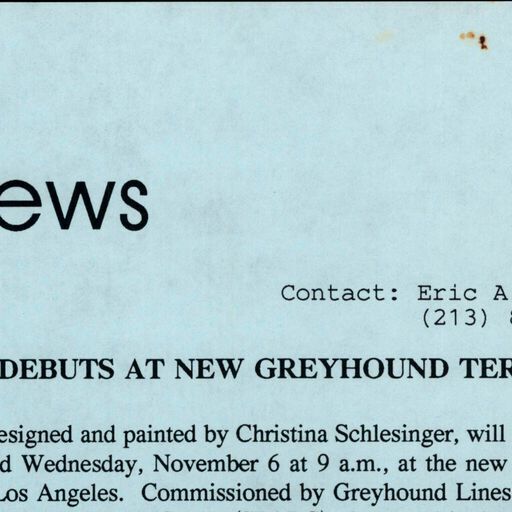 ews
Contact: Eric A
(213)
DEBUTS AT NEW GREYHOUND TER
esigned and painted by Christina Schlesinger, will
d Wednesday, November 6 at 9 a.m., at the new
Los Angeles. Commissioned by Greyhound Lines